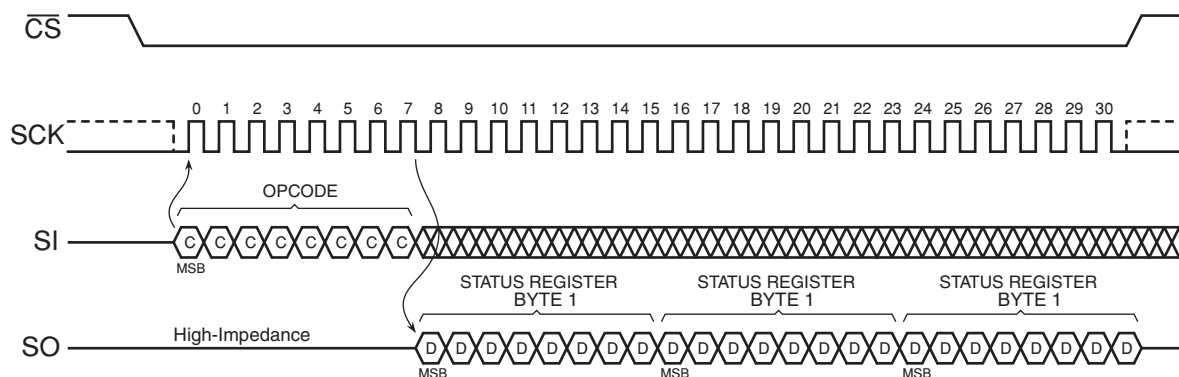 CS
0 1 2 3 4 5 6 7 8 9 10 11 12 13 14 15 16 17 18 19 20 21 22 23 24 25 26 27 28 29 30
SCK
OPCODE
SI
C C C C C C C C
MSB
STATUS REGISTER
BYTE 1
STATUS REGISTER
BYTE 1
STATUS REGISTER
BYTE 1
High-Impedance
SO
D D D D D D D D D D D D D D D D D D D D D D D D
MSB MSB MSB